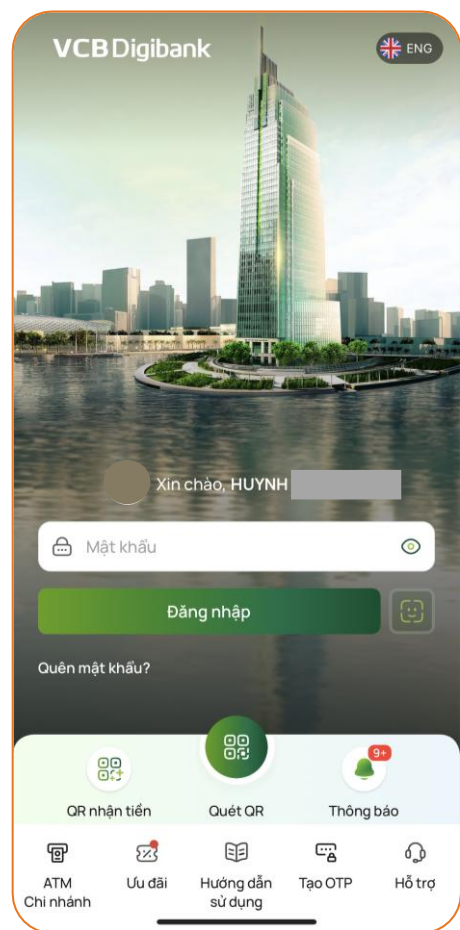 VCB Digibank
ENG
Xin chào, HUYNH
Mật khẩu
Đăng nhập
Quên mật khẩu?
9+
QR nhận tiền
Quét QR
Thông báo
ATM
Chi nhánh
Ưu đãi
Hướng dẫn
sử dụng
Tạo OTP
Hỗ trợ